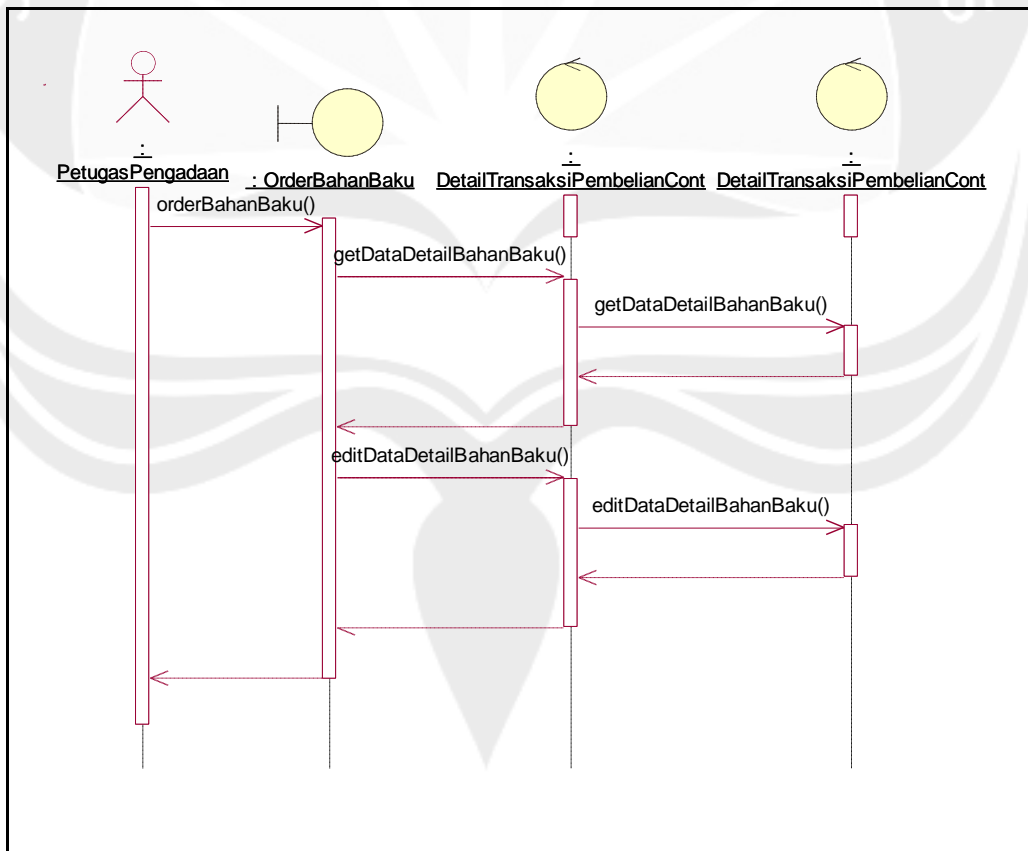 :
PetugasPengadaan
: OrderBahanBaku
:
DetailTransaksiPembelianCont
:
DetailTransaksiPembelianCont
orderBahanBaku()
getDataDetailBahanBaku()
getDataDetailBahanBaku()
editDataDetailBahanBaku()
editDataDetailBahanBaku()